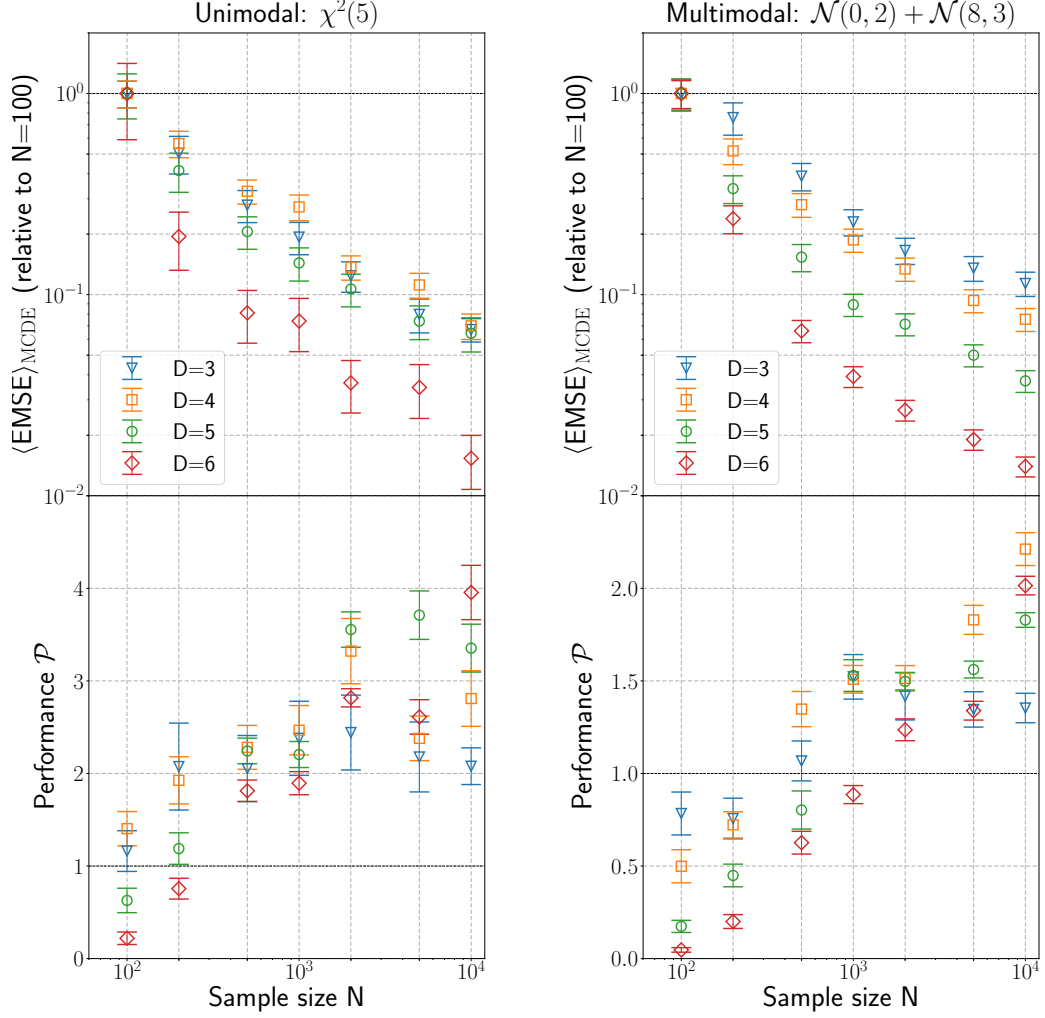 Unimodal: χ²(5)
⟨EMSE⟩MCDE (relative to N=100)
10⁰
10⁻¹
10⁻²
D=3
D=4
D=5
D=6
Performance 𝒫
4
3
2
1
0.0
10²
10³
10⁴
Sample size N
Multimodal: 𝒩(0, 2) + 𝒩(8, 3)
⟨EMSE⟩MCDE (relative to N=100)
10⁰
10⁻¹
10⁻²
D=3
D=4
D=5
D=6
Performance 𝒫
2.0
1.5
1.0
0.5
0.0
10²
10³
10⁴
Sample size N